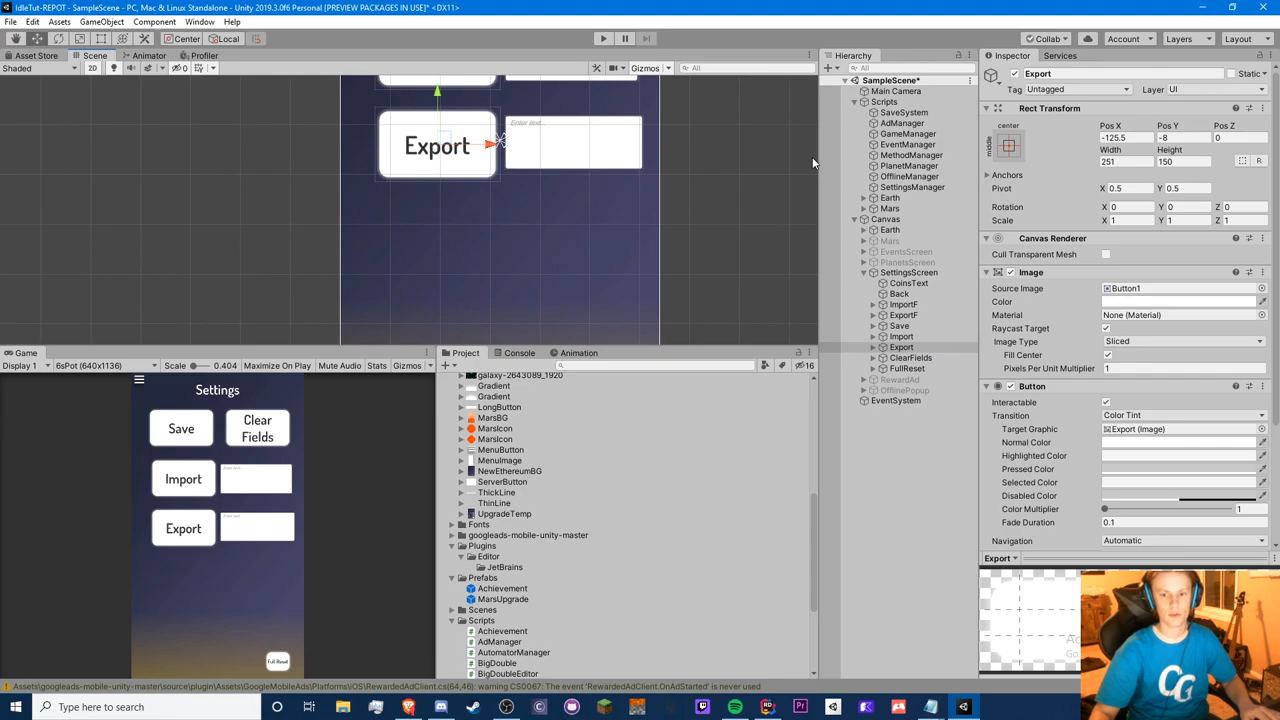 IdleTut-REPOT - SampleScene - PC, Mac & Linux Standalone - Unity 2019.3.0f6 Personal [PREVIEW PACKAGES IN USE]* <DX11>
File Edit Assets GameObject Component Window Help
Center Local Collab Account Layers Layout
Asset Store Scene Animator Profiler
Shaded 2D 0 Gizmos All
Export
Enter text...
Game
Display 1 6Spot (640x1136) Scale 0.404 Maximize On Play Mute Audio Stats Gizmos
Settings
Save
Clear
Fields
Import
Enter text...
Export
Enter text...
Full Reset
Project Console Animation
16
galaxy-2643089_1920
Gradient
Gradient
LongButton
MarsBG
MarsIcon
MarsIcon
MenuButton
MenuImage
NewEthereumBG
ServerButton
ThickLine
ThinLine
UpgradeTemp
Fonts
googleads-mobile-unity-master
Plugins
Editor
JetBrains
Prefabs
Achievement
MarsUpgrade
Scenes
Scripts
Achievement
AdManager
AutomatorManager
BigDouble
BigDoubleEditor
Hierarchy
All
SampleScene*
Main Camera
Scripts
SaveSystem
AdManager
GameManager
EventManager
MethodManager
PlanetManager
OfflineManager
SettingsManager
Earth
Mars
Canvas
Earth
Mars
EventsScreen
PlanetsScreen
SettingsScreen
CoinsText
Back
ImportF
ExportF
Save
Import
Export
ClearFields
FullReset
RewardAd
OfflinePopup
EventSystem
Inspector Services
Export Static
Tag Untagged Layer UI
Rect Transform
center Pos X Pos Y Pos Z
middle -125.5 -8 0
Width Height
251 150 R
Anchors
Pivot X 0.5 Y 0.5
Rotation X 0 Y 0 Z 0
Scale X 1 Y 1 Z 1
Canvas Renderer
Cull Transparent Mesh
Image
Source Image Button1
Color
Material None (Material)
Raycast Target
Image Type Sliced
Fill Center
Pixels Per Unit Multiplier 1
Button
Interactable
Transition Color Tint
Target Graphic Export (Image)
Normal Color
Highlighted Color
Pressed Color
Selected Color
Disabled Color
Color Multiplier 1
Fade Duration 0.1
Navigation Automatic
Export
CG
Assets\googleads-mobile-unity-master\source\plugin\Assets\GoogleMobileAds\Platforms\iOS\RewardedAdClient.cs(64,46): warning CS0067: The event 'RewardedAdClient.OnAdStarted' is never used
Type here to search